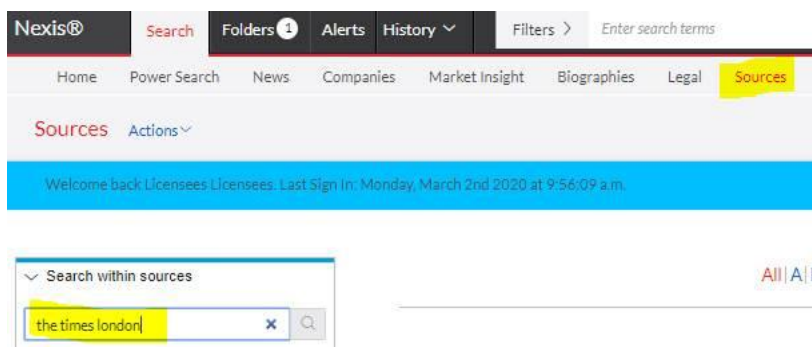 Nexis® Search Folders 1 Alerts History Filters Enter search terms
Home Power Search News Companies Market Insight Biographies Legal Sources
Sources Actions
Welcome back Licensees Licensees. Last Sign In: Monday, March 2nd 2020 at 9:56:09 a.m.
Search within sources
All | A |
the times london